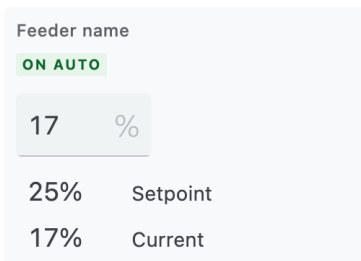 Feeder name
ON AUTO
17 %
25% Setpoint
17% Current